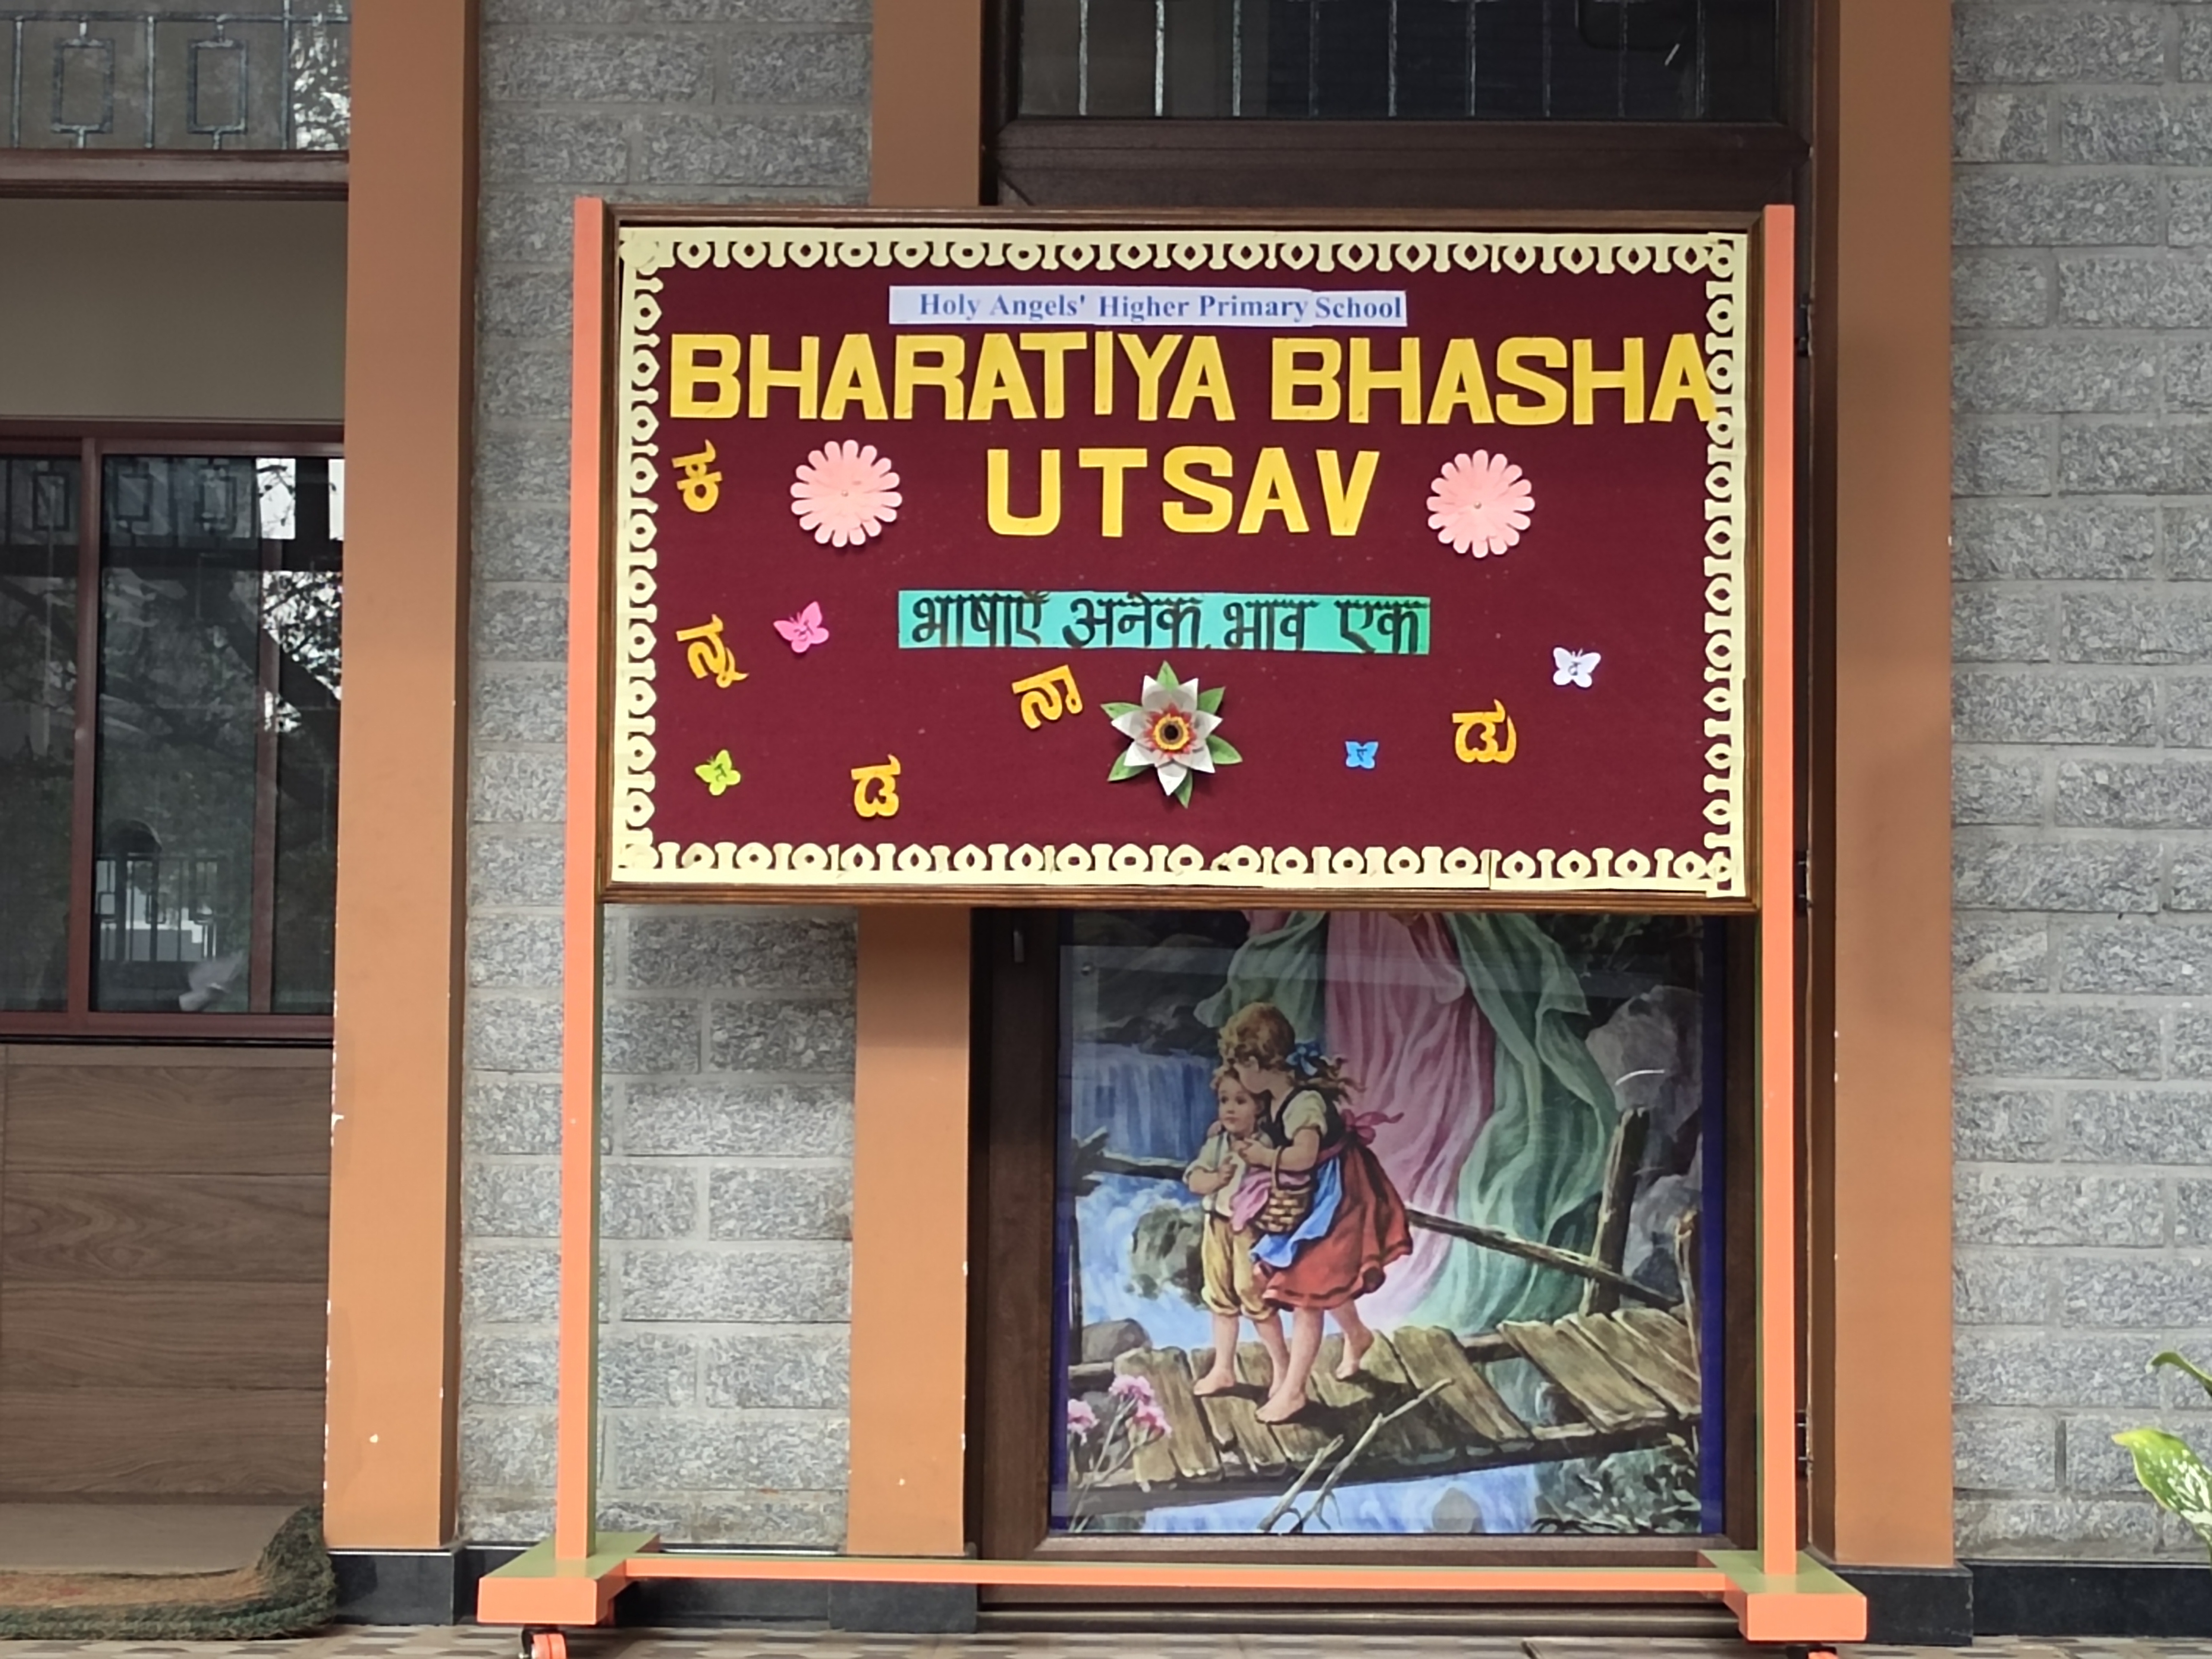 Holy Angels' Higher Primary School
BHARATIYA BHASHA
UTSAV
भाषाएँ अनेक भाव एक
ಕ
ನ್ನ
ಡ
ನಾ
ಡು